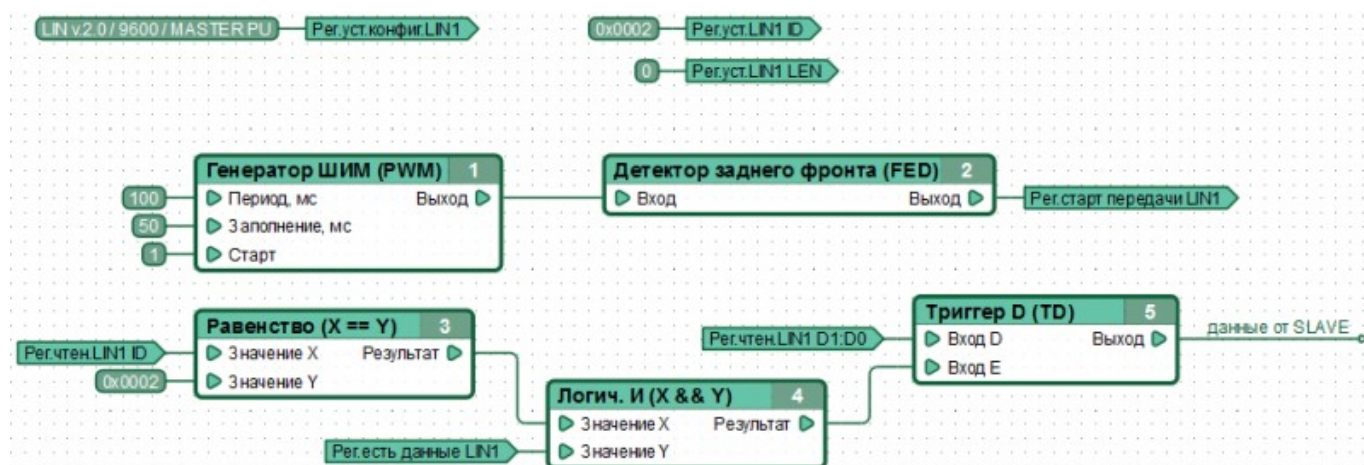 LIN v.2.0 / 9600 / MASTER PU
Рег.уст.конфиг.LIN1
0x0002
Рег.уст.LIN1 ID
0
Рег.уст.LIN1 LEN
Генератор ШИМ (PWM) 1
100
Период, мс
Выход
50
Заполнение, мс
1
Старт
Детектор заднего фронта (FED) 2
Вход
Выход
Рег.старт передачи LIN1
Равенство (X == Y) 3
Рег.чтен.LIN1 ID
Значение X
Результат
0x0002
Значение Y
Логич. И (X && Y) 4
Значение X
Результат
Рег.есть данные LIN1
Значение Y
Триггер D (TD) 5
Рег.чтен.LIN1 D1:D0
Вход D
Выход
Вход E
данные от SLAVE